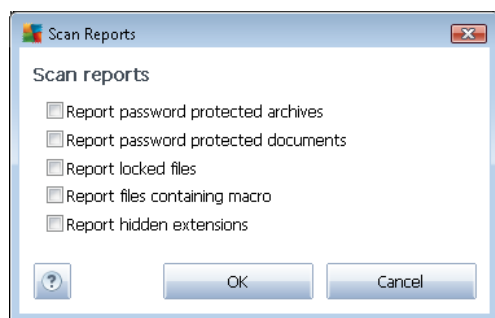 Scan Reports
Scan reports
Report password protected archives
Report password protected documents
Report locked files
Report files containing macro
Report hidden extensions
?
OK
Cancel